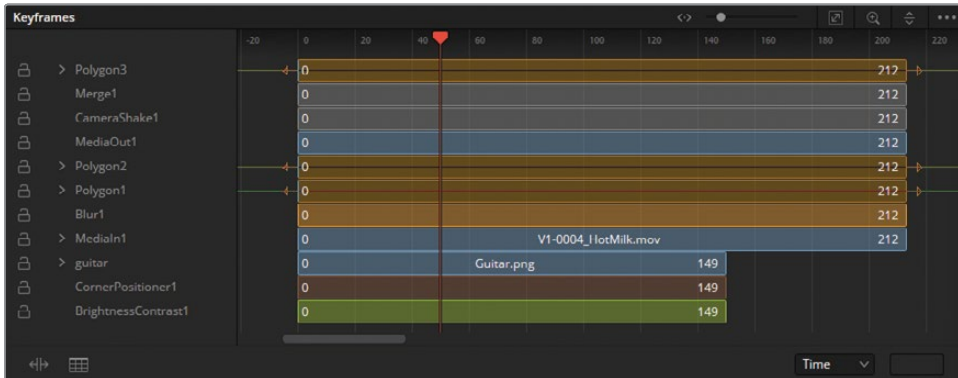 Keyframes
-20 0 20 40 60 80 100 120 140 160 180 200 220
Polygon3 0 212
Merge1 0 212
CameraShake1 0 212
MediaOut1 0 212
Polygon2 0 212
Polygon1 0 212
Blur1 0 212
MediaIn1 0 V1-0004_HotMilk.mov 212
guitar 0 Guitar.png 149
CornerPositioner1 0 149
BrightnessContrast1 0 149
Time